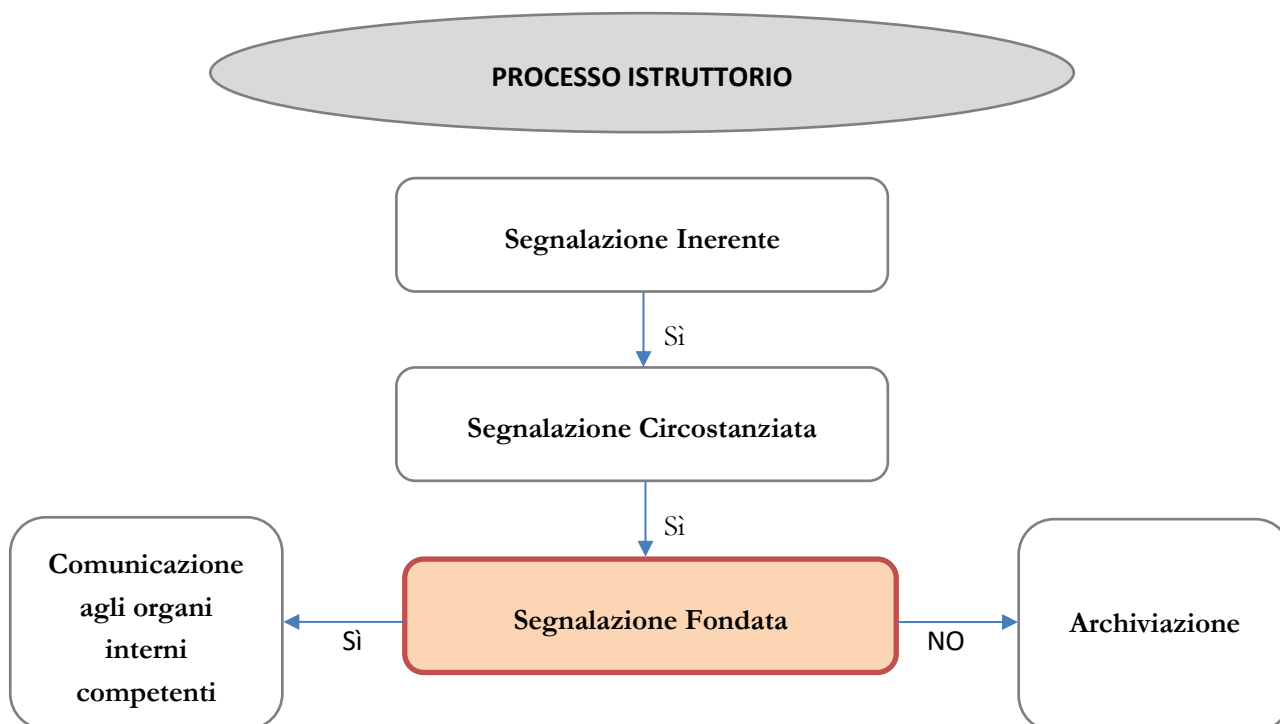 PROCESSO ISTRUTTORIO
Segnalazione Inerente
Sì
Segnalazione Circostanziata
Sì
Comunicazione
agli organi
interni
competenti
Sì
Segnalazione Fondata
NO
Archiviazione